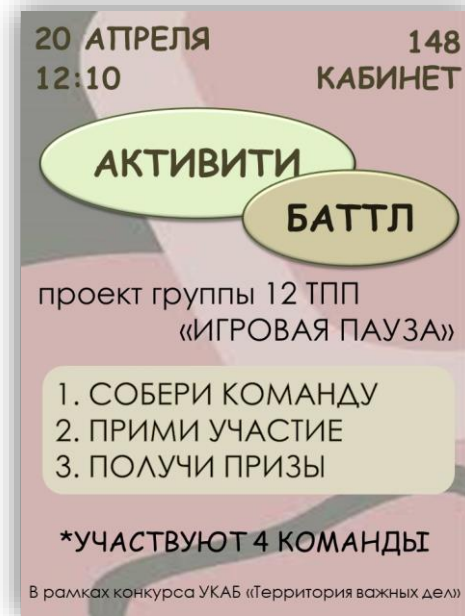 20 АПРЕЛЯ
12:10
148
КАБИНЕТ
АКТИВИТИ
БАТТЛ
проект группы 12 ТПП
«ИГРОВАЯ ПАУЗА»
1. СОБЕРИ КОМАНДУ
2. ПРИМИ УЧАСТИЕ
3. ПОЛУЧИ ПРИЗЫ
*УЧАСТВУЮТ 4 КОМАНДЫ
В рамках конкурса УКАБ «Территория важных дел»